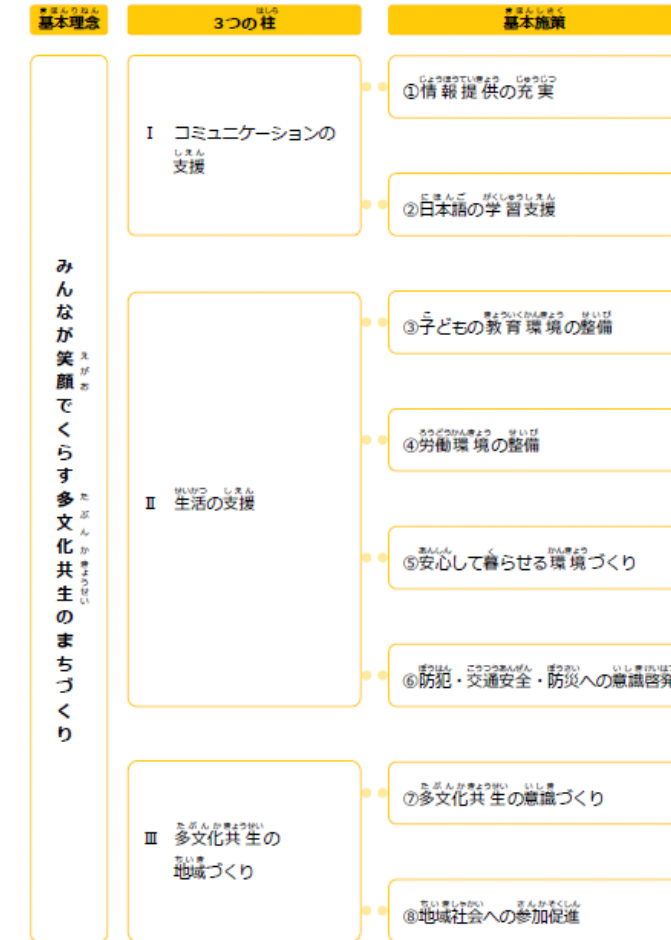 基本理念
3つの柱
基本施策
みんなが笑顔でくらす多文化共生のまちづくり
Ⅰ コミュニケーションの
支援
①情報提供の充実
②日本語の学習支援
Ⅱ 生活の支援
③子どもの教育環境の整備
④労働環境の整備
⑤安心して暮らせる環境づくり
⑥防犯・交通安全・防災への意識啓発
Ⅲ 多文化共生の
地域づくり
⑦多文化共生の意識づくり
⑧地域社会への参加促進